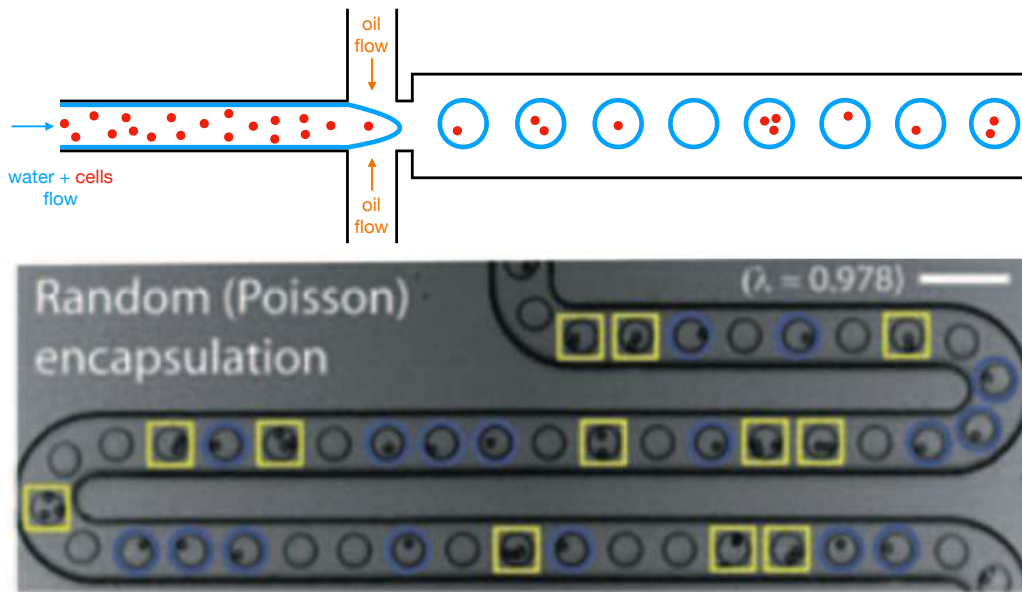 oil
flow
water + cells
flow
oil
flow
Random (Poisson)
encapsulation
(λ = 0.978)